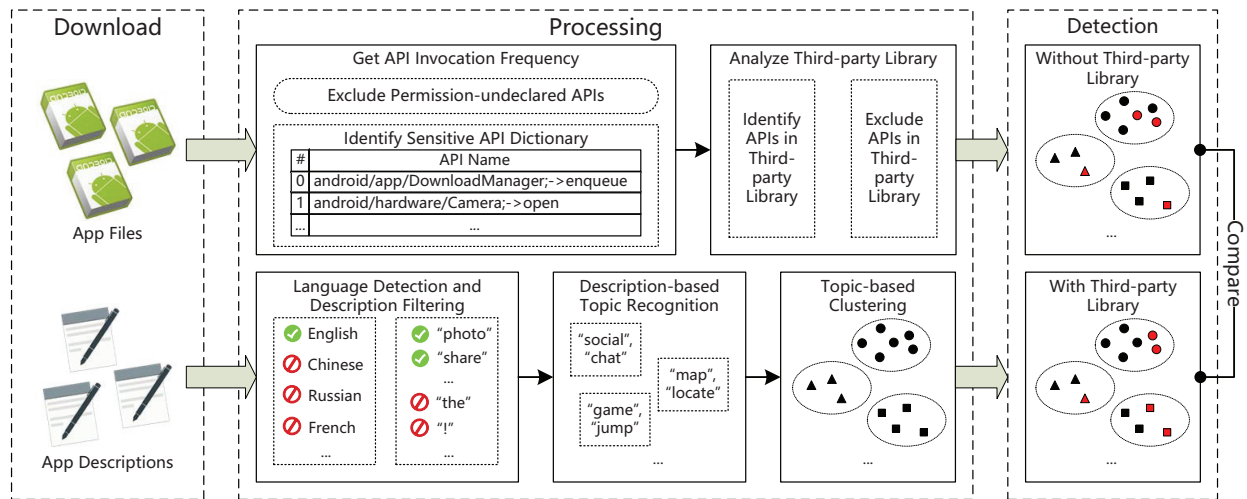 Download
App Files
App Descriptions
Processing
Get API Invocation Frequency
Exclude Permission-undeclared APIs
Identify Sensitive API Dictionary
# API Name
0 android/app/DownloadManager;->enqueue
1 android/hardware/Camera;->open
... ...
Analyze Third-party Library
Identify
APIs in
Third-
party
Library
Exclude
APIs in
Third-
party
Library
Language Detection and
Description Filtering
English
Chinese
Russian
French
...
“photo”
“share”
...
“the”
“!”
...
Description-based
Topic Recognition
“social”,
“chat”
“map”,
“locate”
“game”,
“jump”
...
Topic-based
Clustering
...
Detection
Without Third-party
Library
...
With Third-party
Library
...
Compare